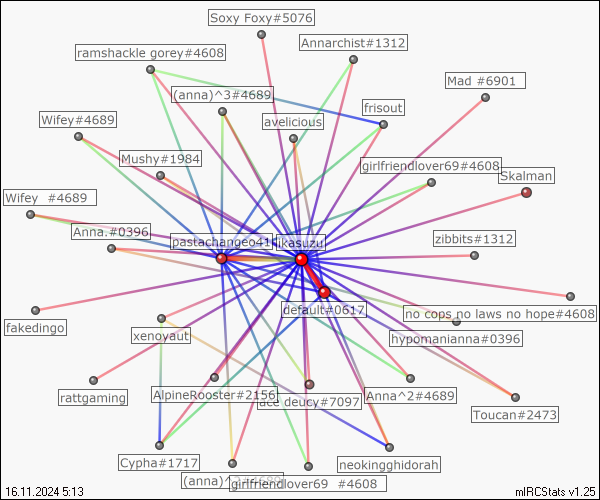 Soxy Foxy#5076
Annarchist#1312
ramshackle gorey#4608
Mad #6901
(anna)^3#4689
frisout
Wifey#4689
avelicious
Mushy#1984
girlfriendlover69#4608
Skalman
Wifey #4689
Anna.#0396
pastachangeo41
ikasuzu
zibbits#1312
default#0617
no cops no laws no hope#4608
fakedingo
xenoyaut
hypomanianna#0396
rattgaming
AlpineRooster#2156
ace deucy#7097
Anna^2#4689
Toucan#2473
Cypha#1717
neokingghidorah
(anna)^
girlfriendlover69 #4608
16.11.2024 5:13
mIRCStats v1.25